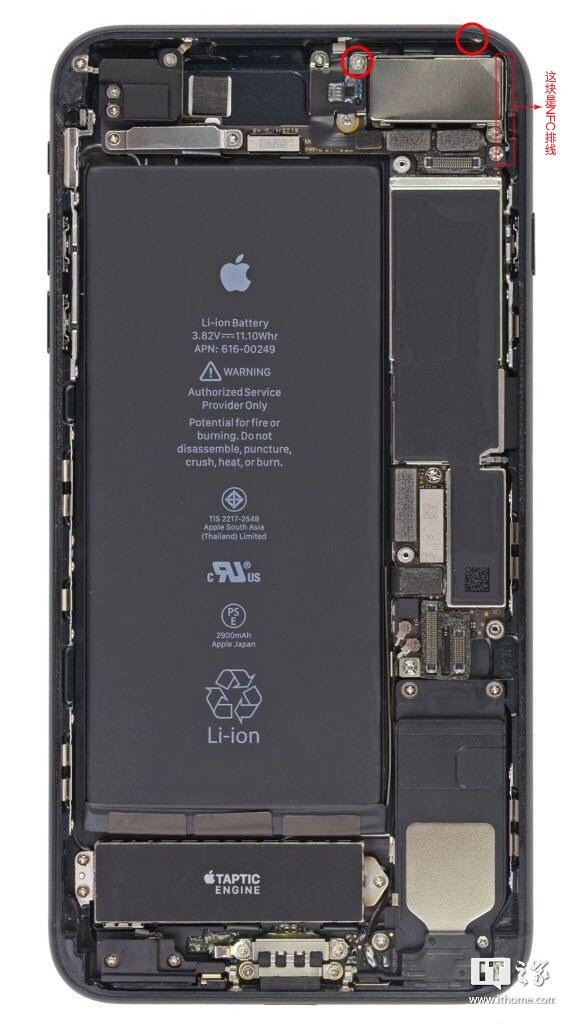 这块是NFC排线
Li-ion Battery
3.82V⎓11.10Whr
APN: 616-00249
WARNING
Authorized Service
Provider Only
Potential for fire or
burning. Do not
disassemble, puncture,
crush, heat, or burn.
TIS 2217-2548
Apple South Asia
(Thailand) Limited
c RU® US
PS
E
2900mAh
Apple Japan
Li-ion
TAPTIC
ENGINE
IT之家
www.ithome.com